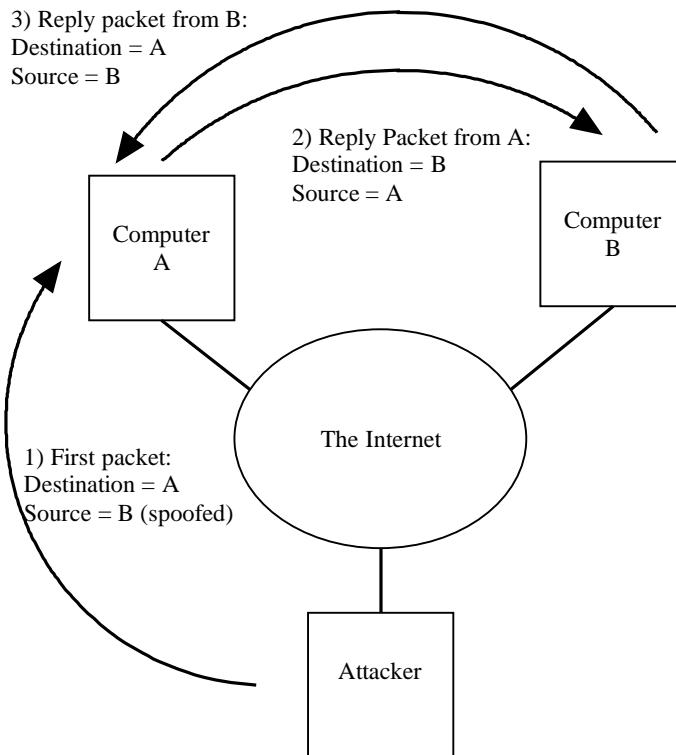 3) Reply packet from B:
Destination = A
Source = B
2) Reply Packet from A:
Destination = B
Source = A
Computer
A
Computer
B
The Internet
1) First packet:
Destination = A
Source = B (spoofed)
Attacker